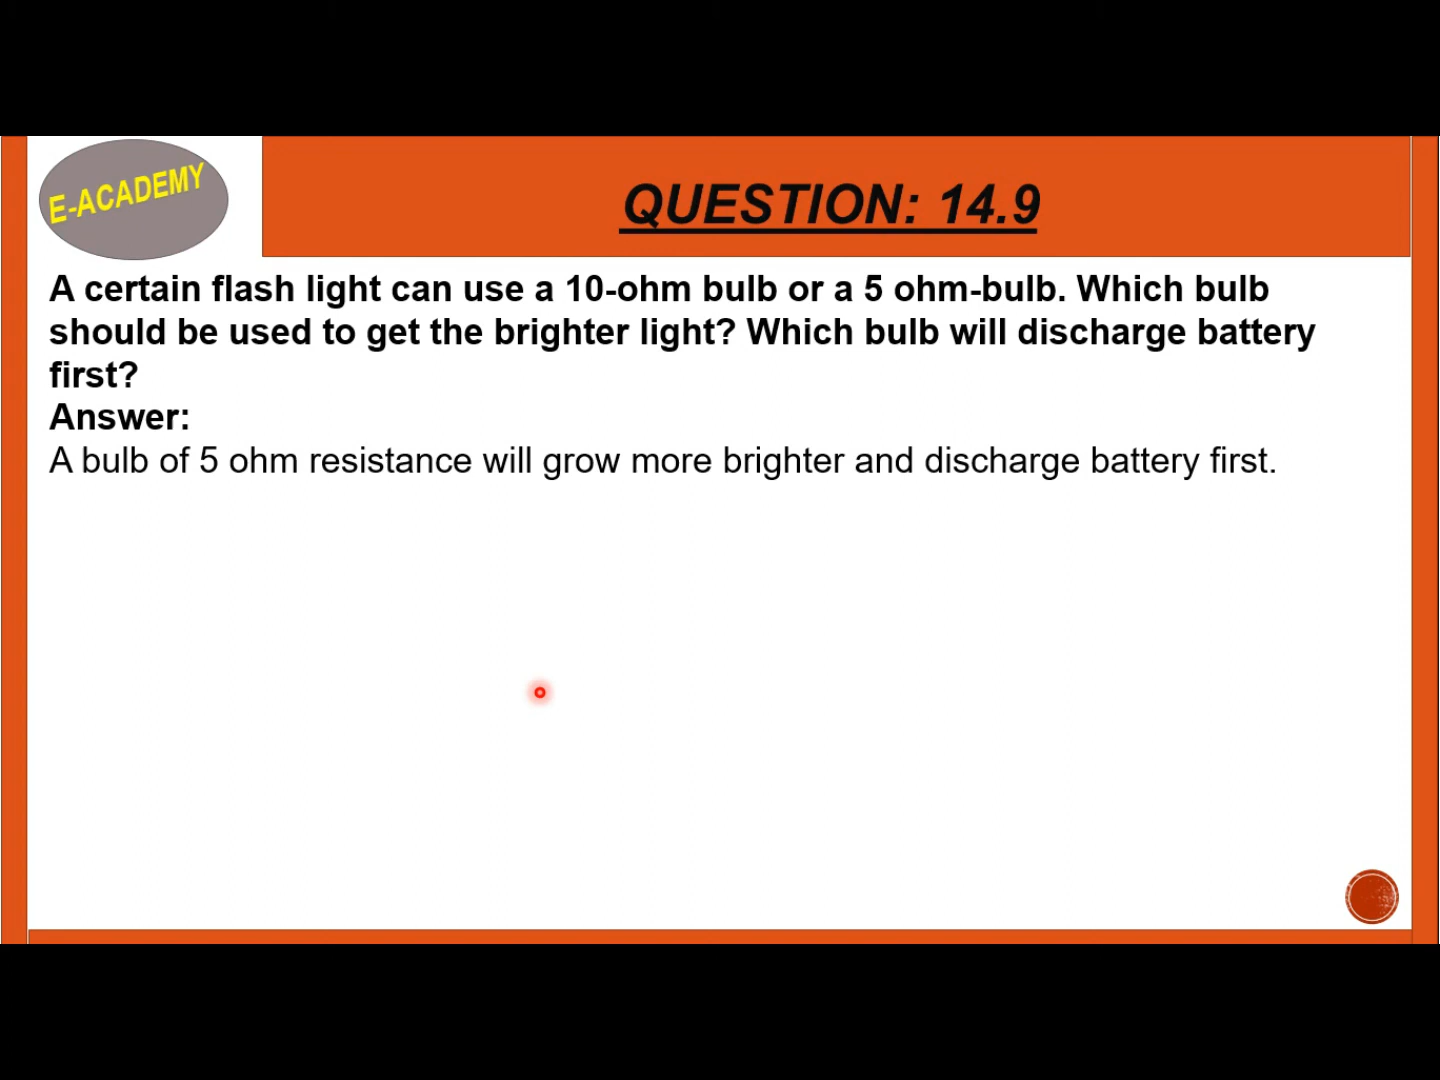 E-ACADEMY
QUESTION: 14.9
A certain flash light can use a 10-ohm bulb or a 5 ohm-bulb. Which bulb
should be used to get the brighter light? Which bulb will discharge battery
first?
Answer:
A bulb of 5 ohm resistance will grow more brighter and discharge battery first.